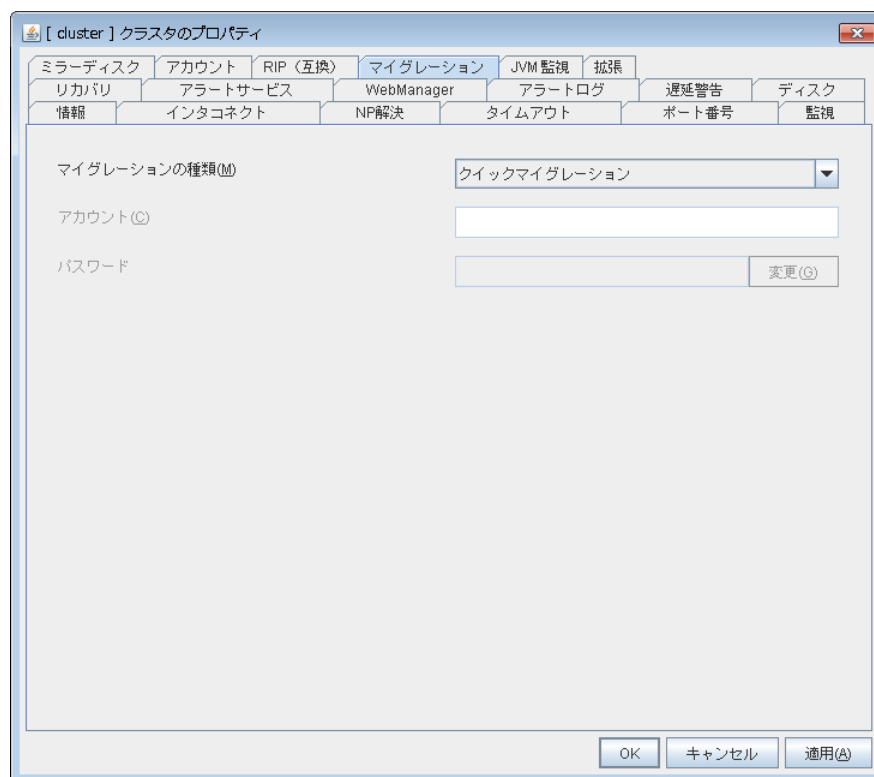 [ cluster ] クラスタのプロパティ
ミラーディスク アカウント RIP（互換） マイグレーション JVM 監視 拡張
リカバリ アラートサービス WebManager アラートログ 遅延警告 ディスク
情報 インタコネクト NP解決 タイムアウト ポート番号 監視
マイグレーションの種類(M) クイックマイグレーション
アカウント(C)
パスワード 変更(G)
OK キャンセル 適用(A)